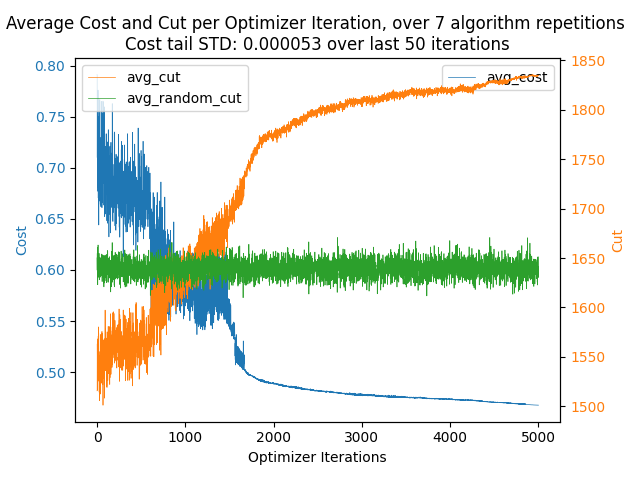 Average Cost and Cut per Optimizer Iteration, over 7 algorithm repetitions
Cost tail STD: 0.000053 over last 50 iterations
avg_cut
avg_random_cut
avg_cost
0.80
0.75
0.70
0.65
0.60
0.55
0.50
Cost
1850
1800
1750
1700
1650
1600
1550
1500
Cut
0 1000 2000 3000 4000 5000
Optimizer Iterations